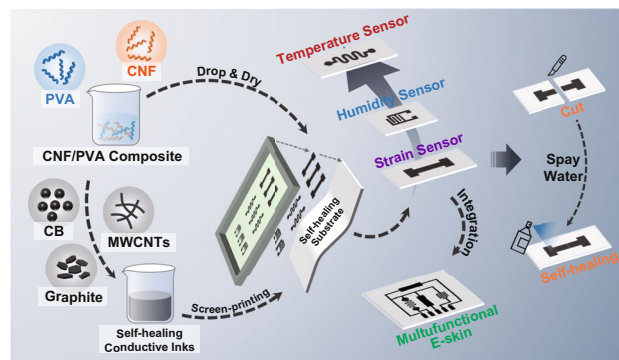 CNF
PVA
CNF/PVA Composite
CB
MWCNTs
Graphite
Self-healing
Conductive Inks
Drop & Dry
Screen-printing
Self-healing
Substrate
Temperature Sensor
Humidity Sensor
Strain Sensor
Integration
Multufunctional
E-skin
Cut
Spay
Water
Self-healing